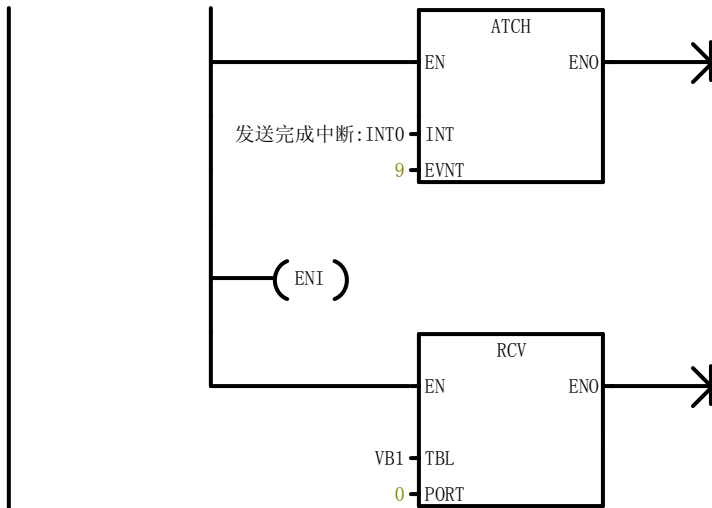 ATCH
EN ENO
发送完成中断:INT0 INT
9 EVNT
ENI
RCV
EN ENO
VB1 TBL
0 PORT